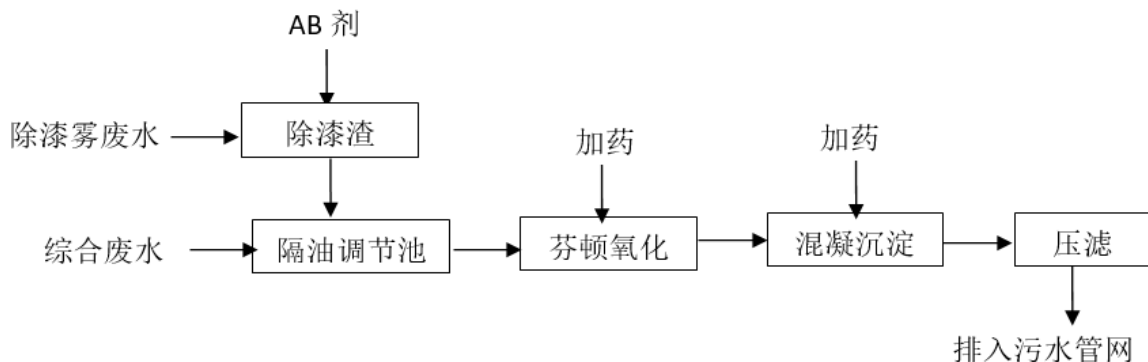 AB 剂
除漆雾废水
除漆渣
加药
加药
综合废水
隔油调节池
芬顿氧化
混凝沉淀
压滤
排入污水管网